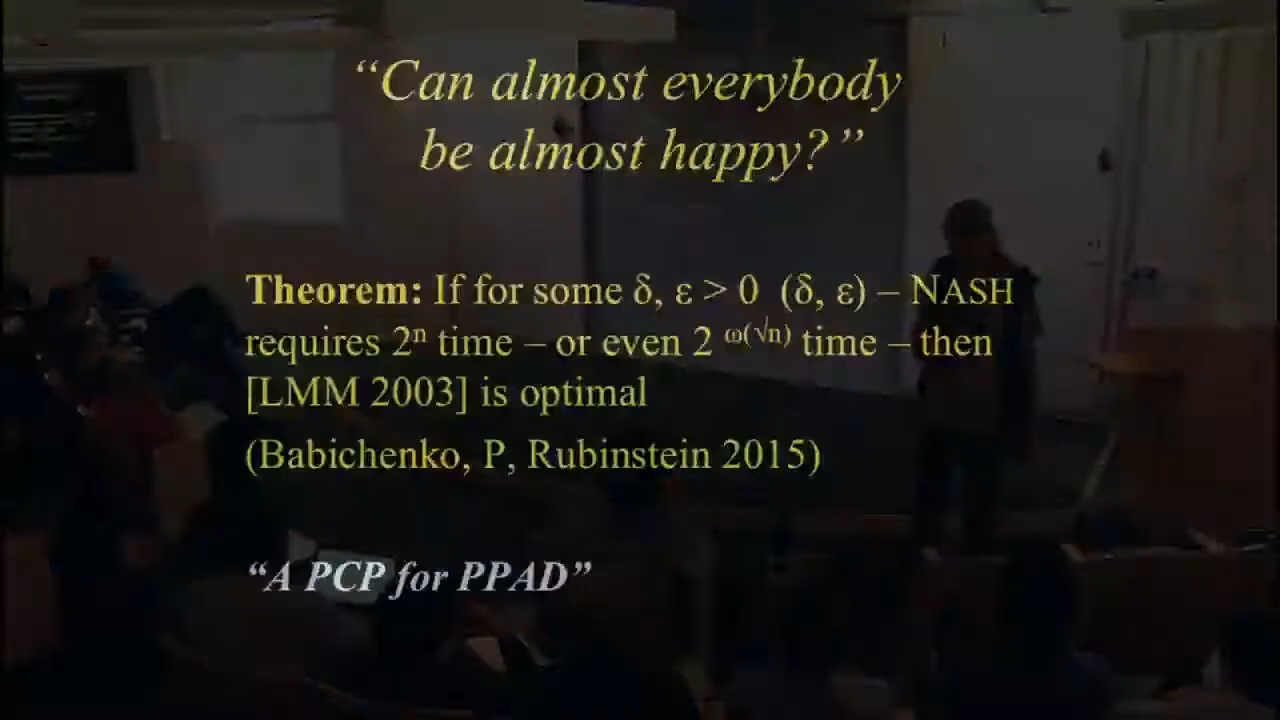 “Can almost everybody
be almost happy?”
Theorem: If for some δ, ε > 0 (δ, ε) – NASH
requires 2ⁿ time – or even 2 ω(√n) time – then
[LMM 2003] is optimal
(Babichenko, P, Rubinstein 2015)
“A PCP for PPAD”